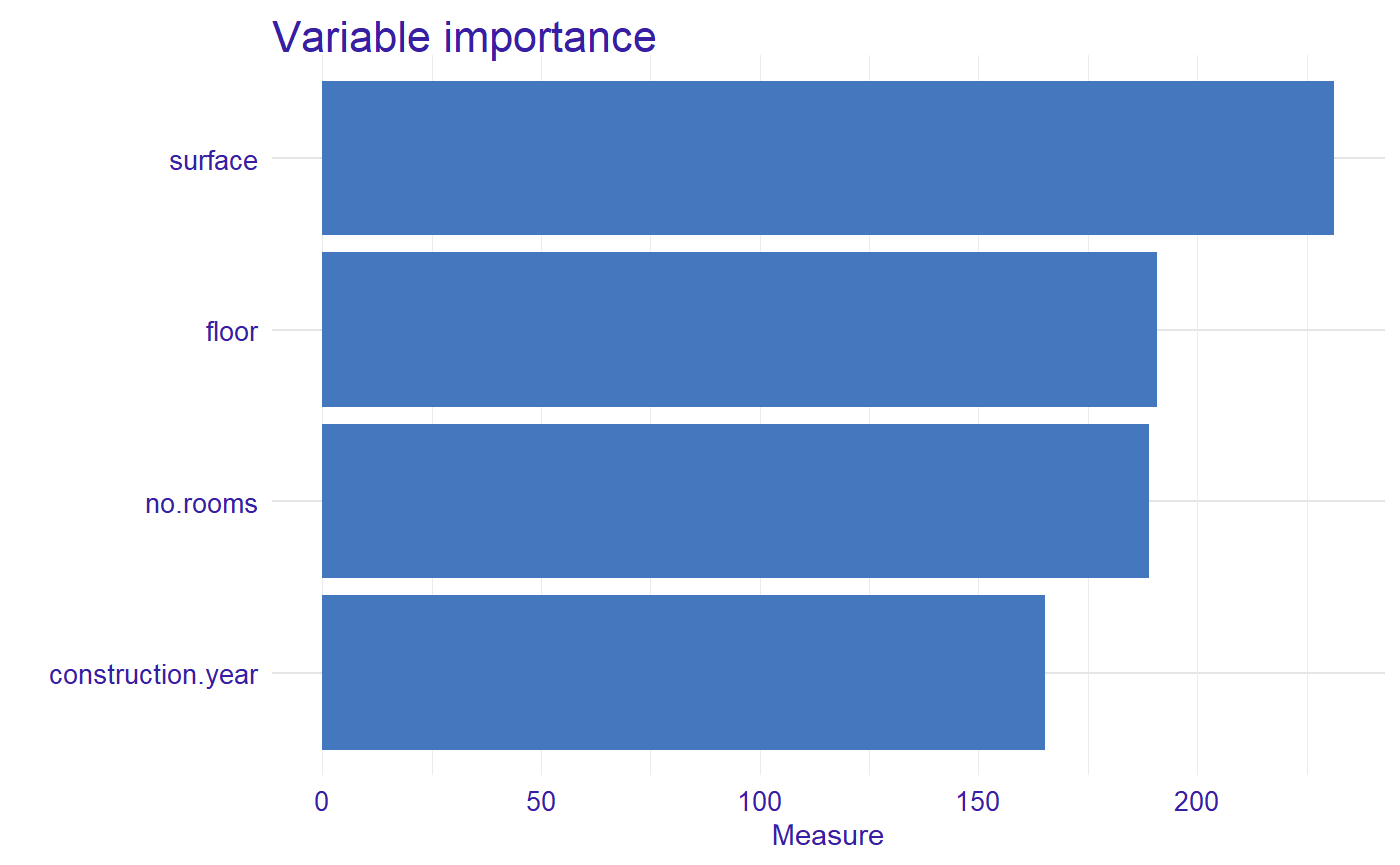 Variable importance
surface
floor
no.rooms
construction.year
0 50 100 150 200
Measure